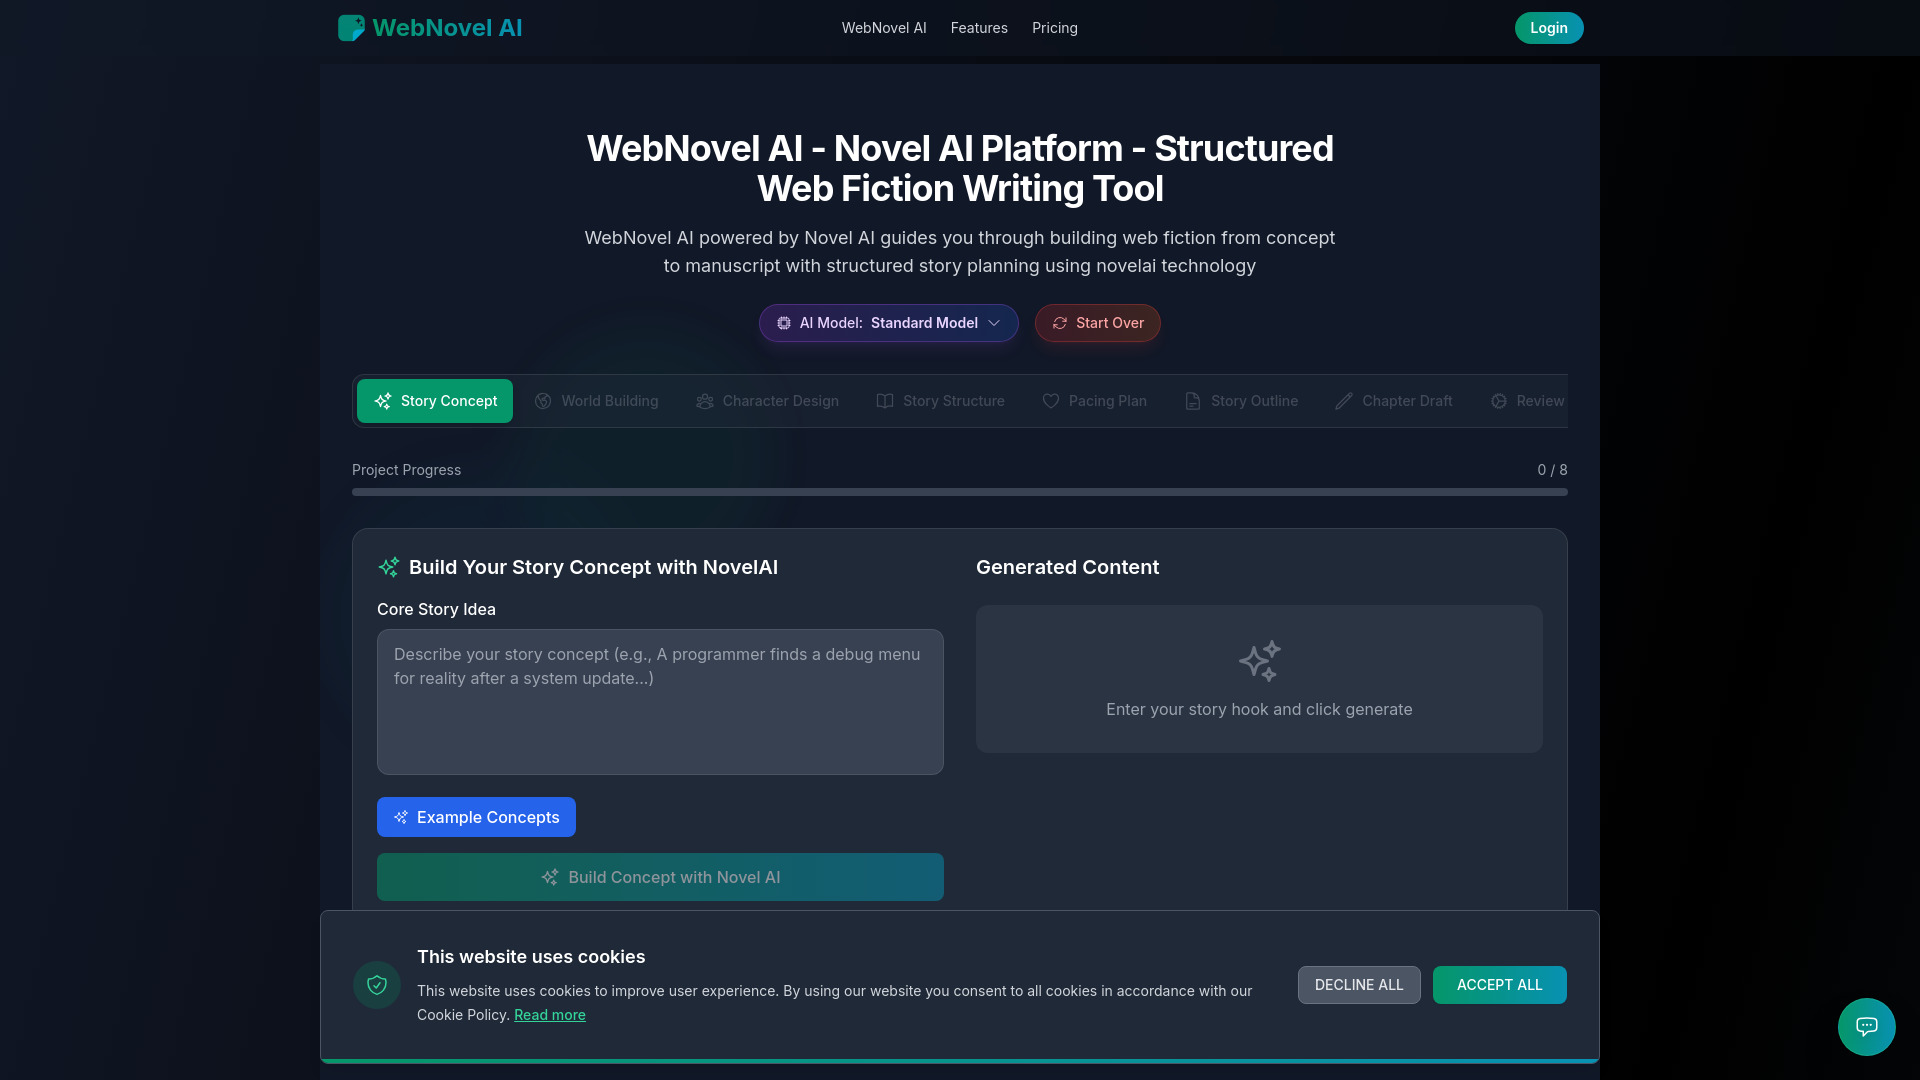 WebNovel AI
WebNovel AI
Features
Pricing
Login
WebNovel AI - Novel AI Platform - Structured
Web Fiction Writing Tool
WebNovel AI powered by Novel AI guides you through building web fiction from concept
to manuscript with structured story planning using novelai technology
AI Model: Standard Model
Start Over
Story Concept
World Building
Character Design
Story Structure
Pacing Plan
Story Outline
Chapter Draft
Review
Project Progress
0 / 8
Build Your Story Concept with NovelAI
Core Story Idea
Describe your story concept (e.g., A programmer finds a debug menu
for reality after a system update...)
Example Concepts
Build Concept with Novel AI
Generated Content
Enter your story hook and click generate
This website uses cookies
This website uses cookies to improve user experience. By using our website you consent to all cookies in accordance with our
Cookie Policy. Read more
DECLINE ALL
ACCEPT ALL